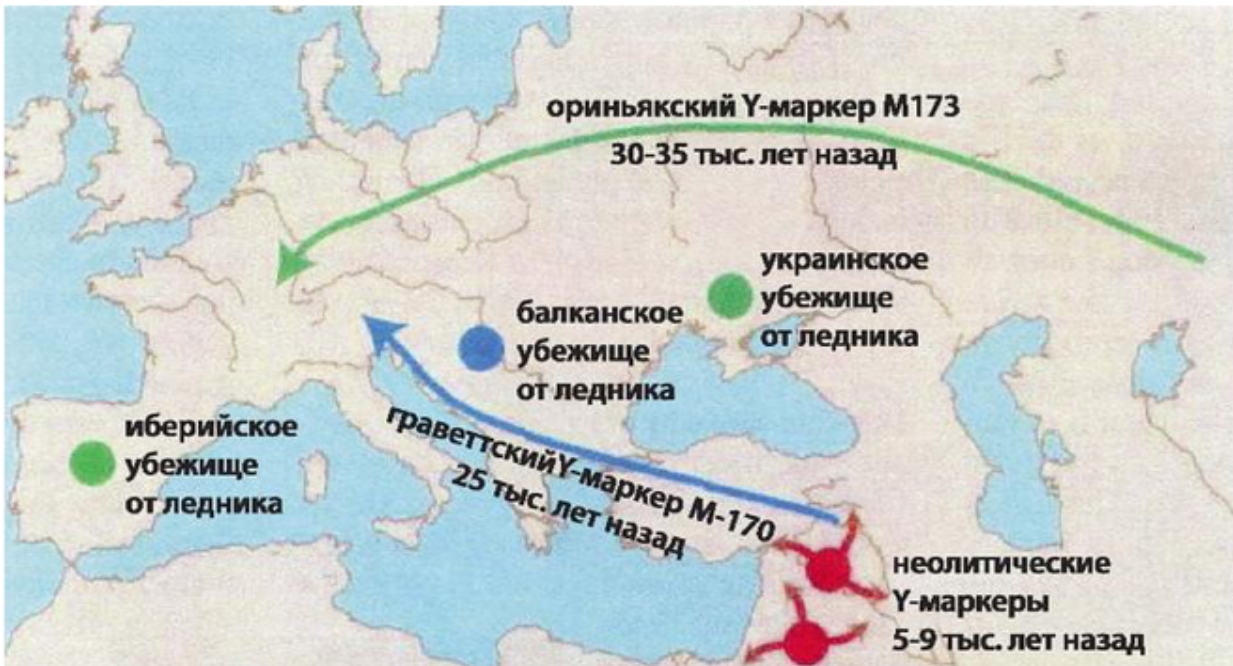 ориньякский Y-маркер М173
30-35 тыс. лет назад
украинское
убежище
от ледника
балканское
убежище
от ледника
иберийское
убежище
от ледника
граветтскийY-маркер М-170
25 тыс. лет назад
неолитические
Y-маркеры
5-9 тыс. лет назад